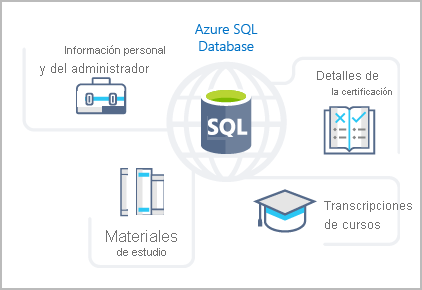 Azure SQL
Database
Información personal
y del administrador
Detalles de
la certificación
SQL
Materiales
de estudio
Transcripciones
de cursos